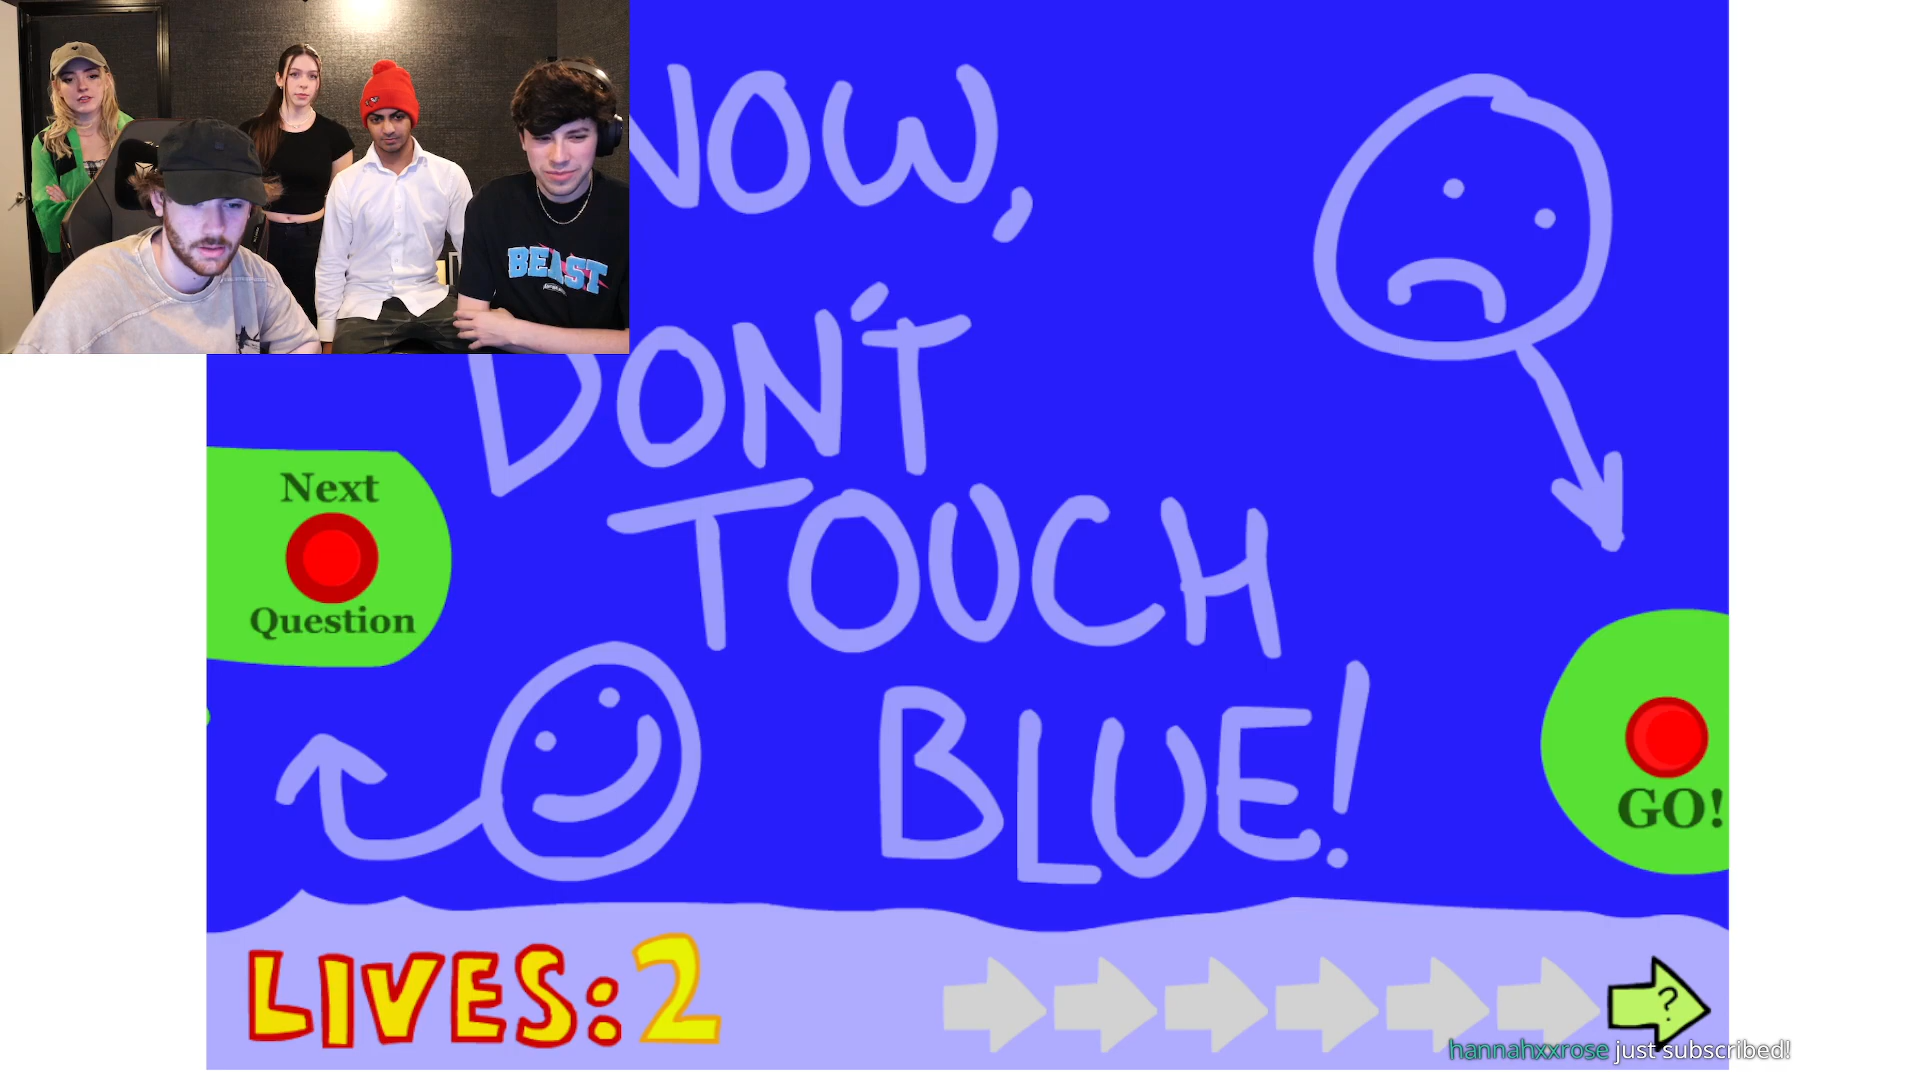 NOW,
DON'T
TOUCH
BLUE!
BEAST
Next
Question
GO!
LIVES: 2
?
hannahxxrose just subscribed!